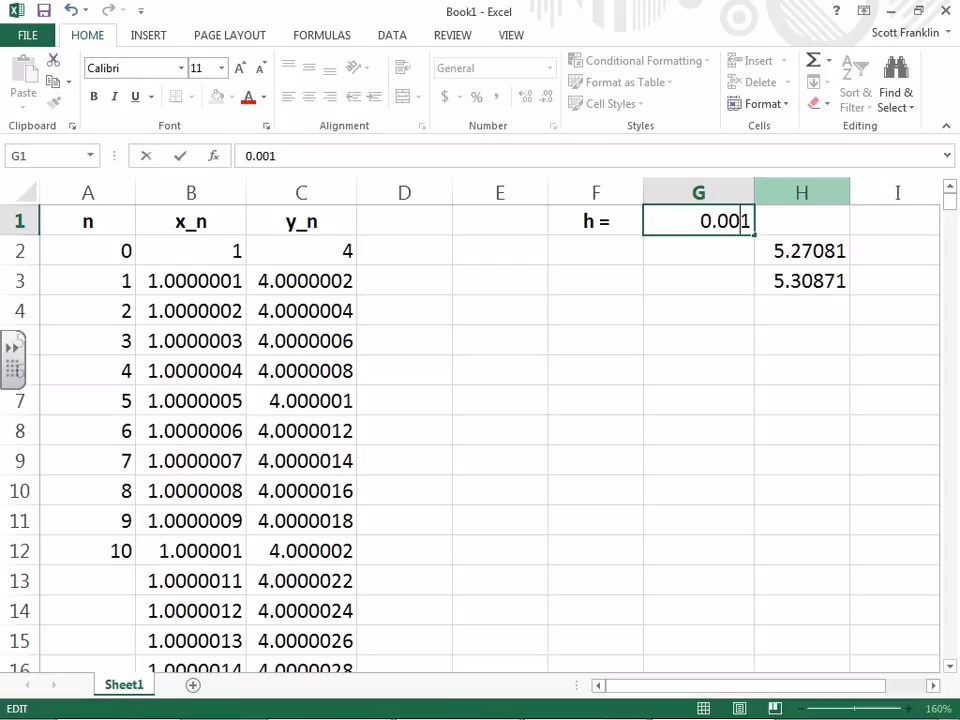 Book1 - Excel
?
FILE HOME INSERT PAGE LAYOUT FORMULAS DATA REVIEW VIEW Scott Franklin
Paste Calibri 11 General Conditional Formatting Insert Σ
B I U A $ % , Format as Table Delete Sort & Find &
Cell Styles Format Filter Select
Clipboard Font Alignment Number Styles Cells Editing
G1 fx 0.001
A B C D E F G H I
1 n x_n y_n h = 0.001
2 0 1 4 5.27081
3 1 1.0000001 4.0000002 5.30871
4 2 1.0000002 4.0000004
3 1.0000003 4.0000006
4 1.0000004 4.0000008
7 5 1.0000005 4.000001
8 6 1.0000006 4.0000012
9 7 1.0000007 4.0000014
10 8 1.0000008 4.0000016
11 9 1.0000009 4.0000018
12 10 1.000001 4.000002
13 1.0000011 4.0000022
14 1.0000012 4.0000024
15 1.0000013 4.0000026
16 1.0000014 4.0000028
Sheet1
EDIT 160%